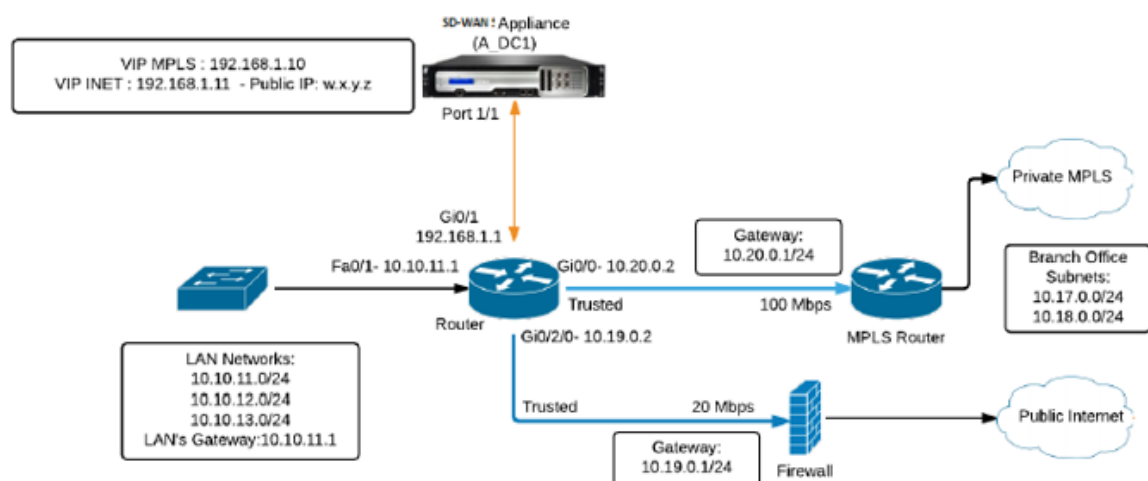 SD-WAN Appliance
(A_DC1)
VIP MPLS : 192.168.1.10
VIP INET : 192.168.1.11 - Public IP: w.x.y.z
Port 1/1
Private MPLS
Gi0/1
192.168.1.1
Gateway:
10.20.0.1/24
Fa0/1- 10.10.11.1
Gi0/0- 10.20.0.2
Branch Office
Subnets:
10.17.0.0/24
10.18.0.0/24
Trusted
100 Mbps
Router
MPLS Router
Gi0/2/0- 10.19.0.2
LAN Networks:
10.10.11.0/24
10.10.12.0/24
10.10.13.0/24
LAN's Gateway:10.10.11.1
Trusted
20 Mbps
Public Internet
Gateway:
10.19.0.1/24
Firewall